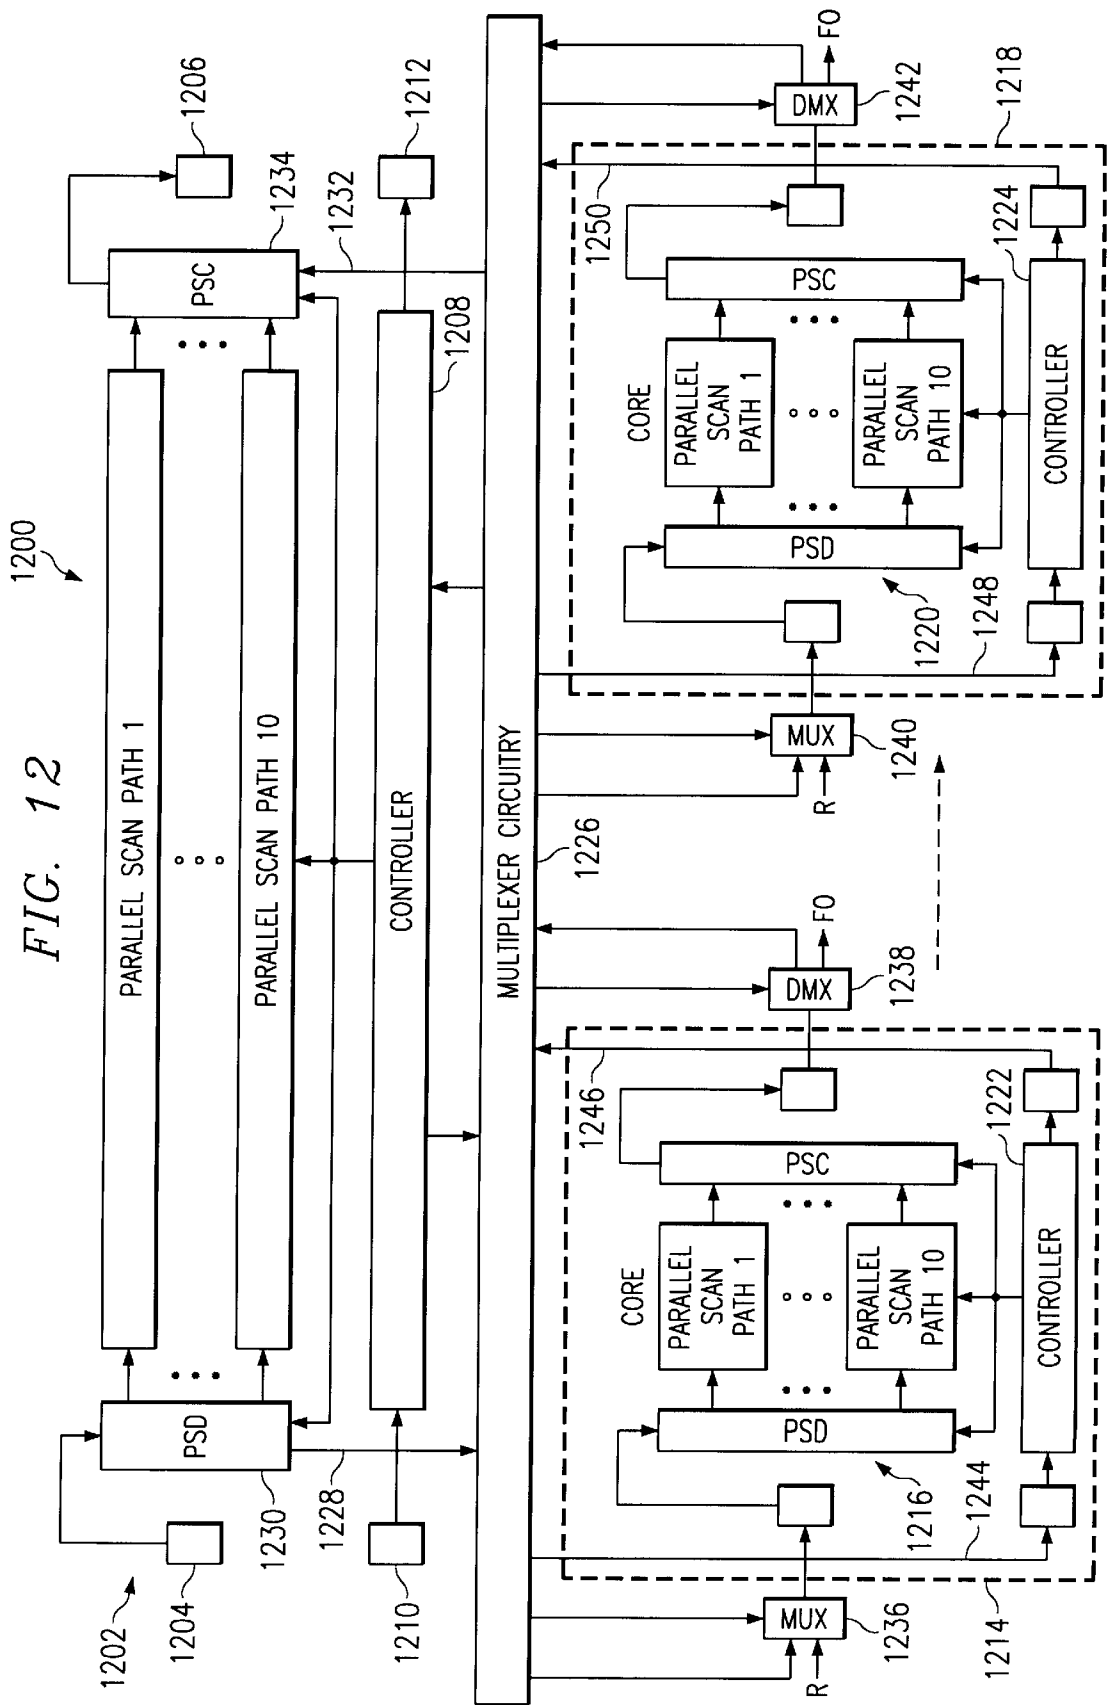 FIG. 12
1200
1202
1204
1206
PSD
1230
PARALLEL SCAN PATH 1
PARALLEL SCAN PATH 10
PSC
1234
1228
1232
1210
CONTROLLER
1208
1212
MULTIPLEXER CIRCUITRY
1226
R
MUX
1236
1214
1244
1216
PSD
CORE
PARALLEL
SCAN
PATH 1
PARALLEL
SCAN
PATH 10
PSC
CONTROLLER
1222
1246
DMX
FO
1238
R
MUX
1240
1248
1220
PSD
CORE
PARALLEL
SCAN
PATH 1
PARALLEL
SCAN
PATH 10
PSC
CONTROLLER
1224
1250
DMX
FO
1242
1218